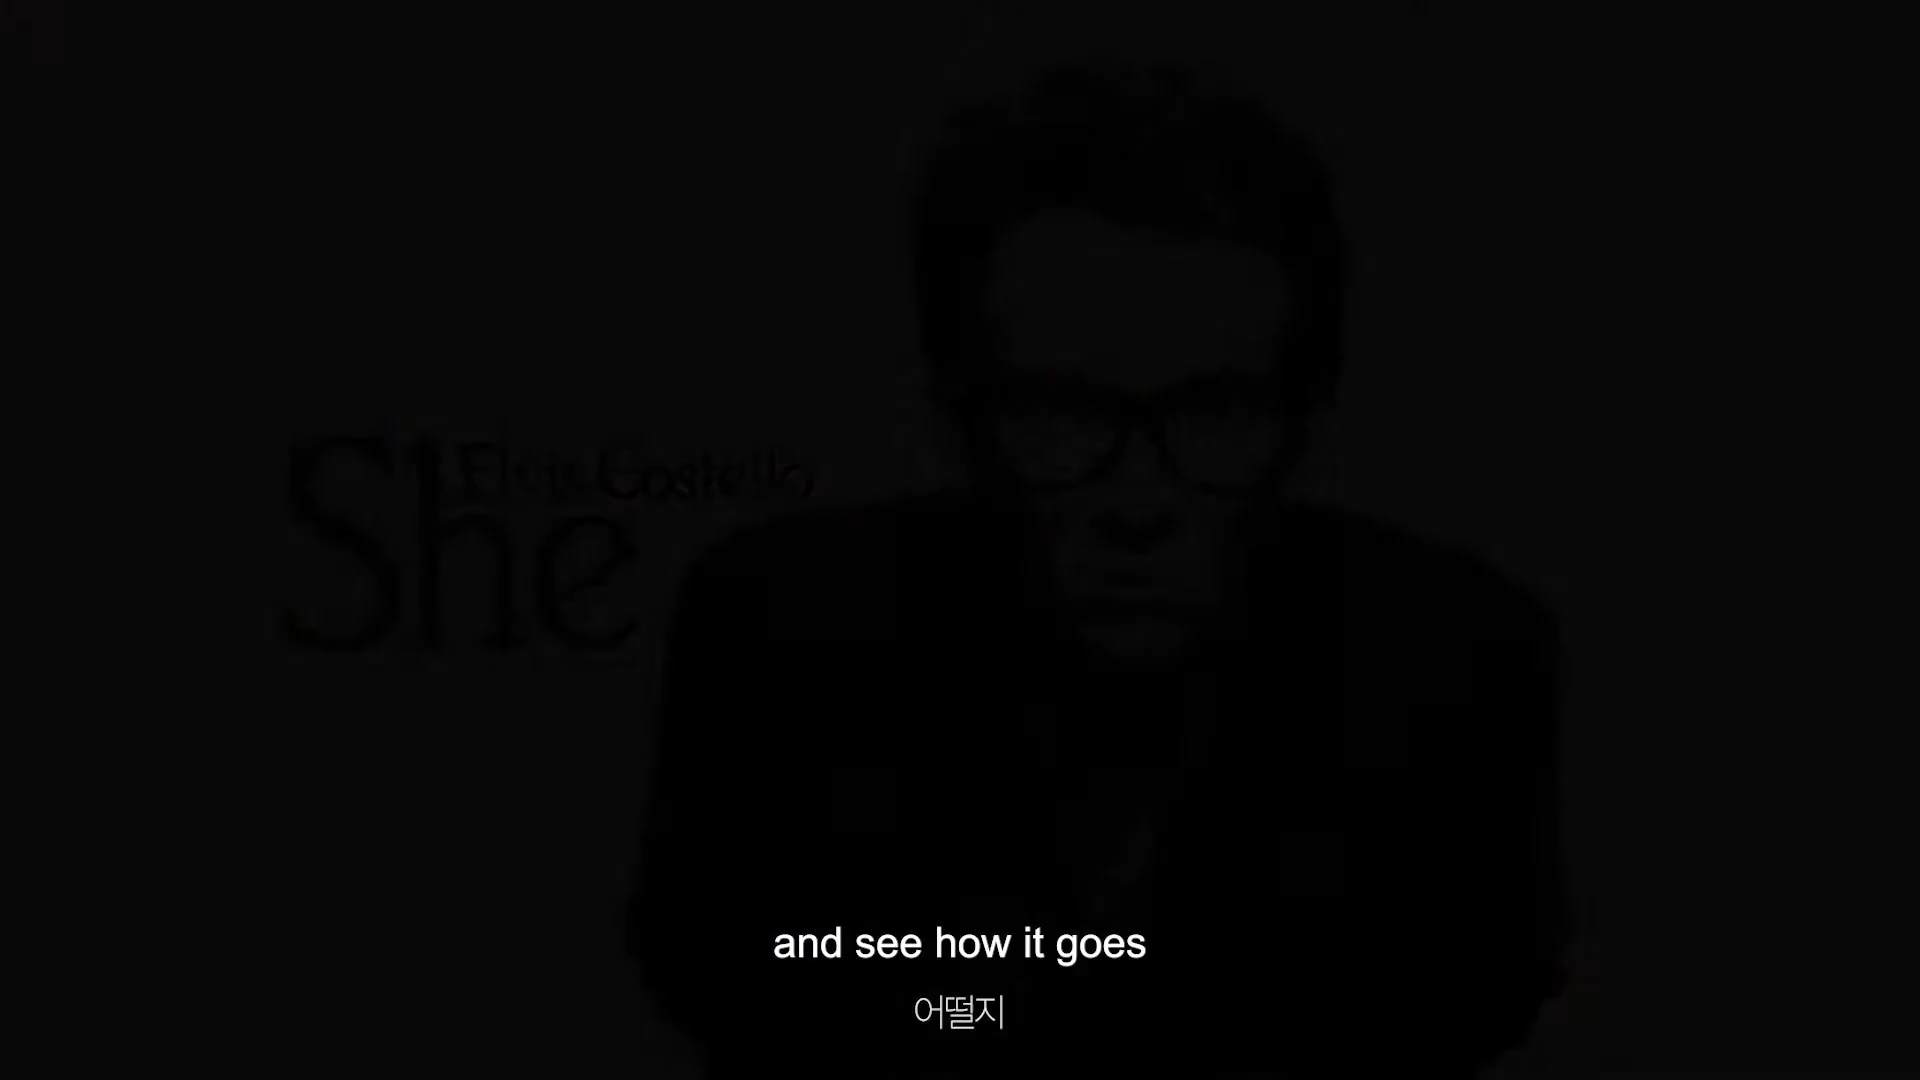 Elvis Costello
She
and see how it goes
어떨지